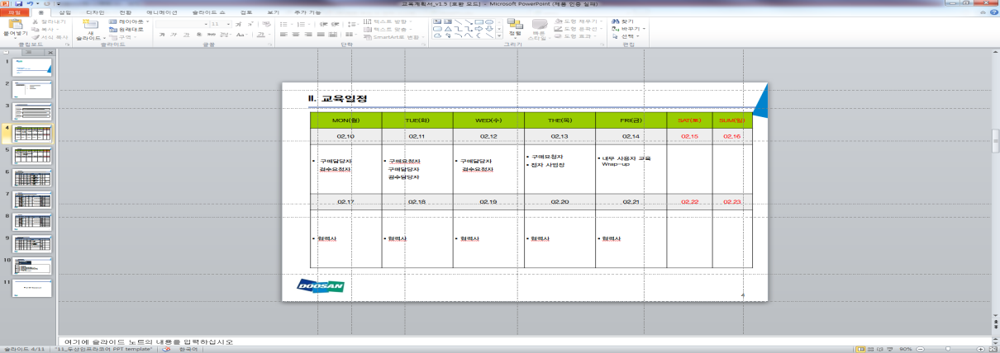 교육계획서_v1.5 [호환 모드] - Microsoft PowerPoint (제품 인증 실패)
파일 홈 삽입 디자인 전환 애니메이션 슬라이드 쇼 검토 보기 추가 기능
붙여넣기 잘라내기 복사 서식 복사
새 슬라이드 레이아웃 원래대로 구역
11
텍스트 방향 텍스트 맞춤 SmartArt로 변환
정렬 빠른 스타일 도형 채우기 도형 윤곽선 도형 효과
찾기 바꾸기 선택
클립보드 슬라이드 글꼴 단락 그리기 편집
1
2
3
4
5
6
7
8
9
10
11
II. 교육일정
MON(월) TUE(화) WED(수) THE(목) FRI(금) SAT(토) SUM(일)
02.10 02.11 02.12 02.13 02.14 02.15 02.16
• 구매담당자
검수요청자
• 구매요청자
구매담당자
검수담당자
• 구매담당자
검수요청자
• 구매요청자
• 현자 사업장
• 내부 사용자 교육
Wrap-up
02.17 02.18 02.19 02.20 02.21 02.22 02.23
• 협력사 • 협력사 • 협력사 • 협력사 • 협력사
DOOSAN
4
여기에 슬라이드 노트의 내용을 입력하십시오
슬라이드 4/11 "11_두산인프라코어 PPT template" 한국어 90%